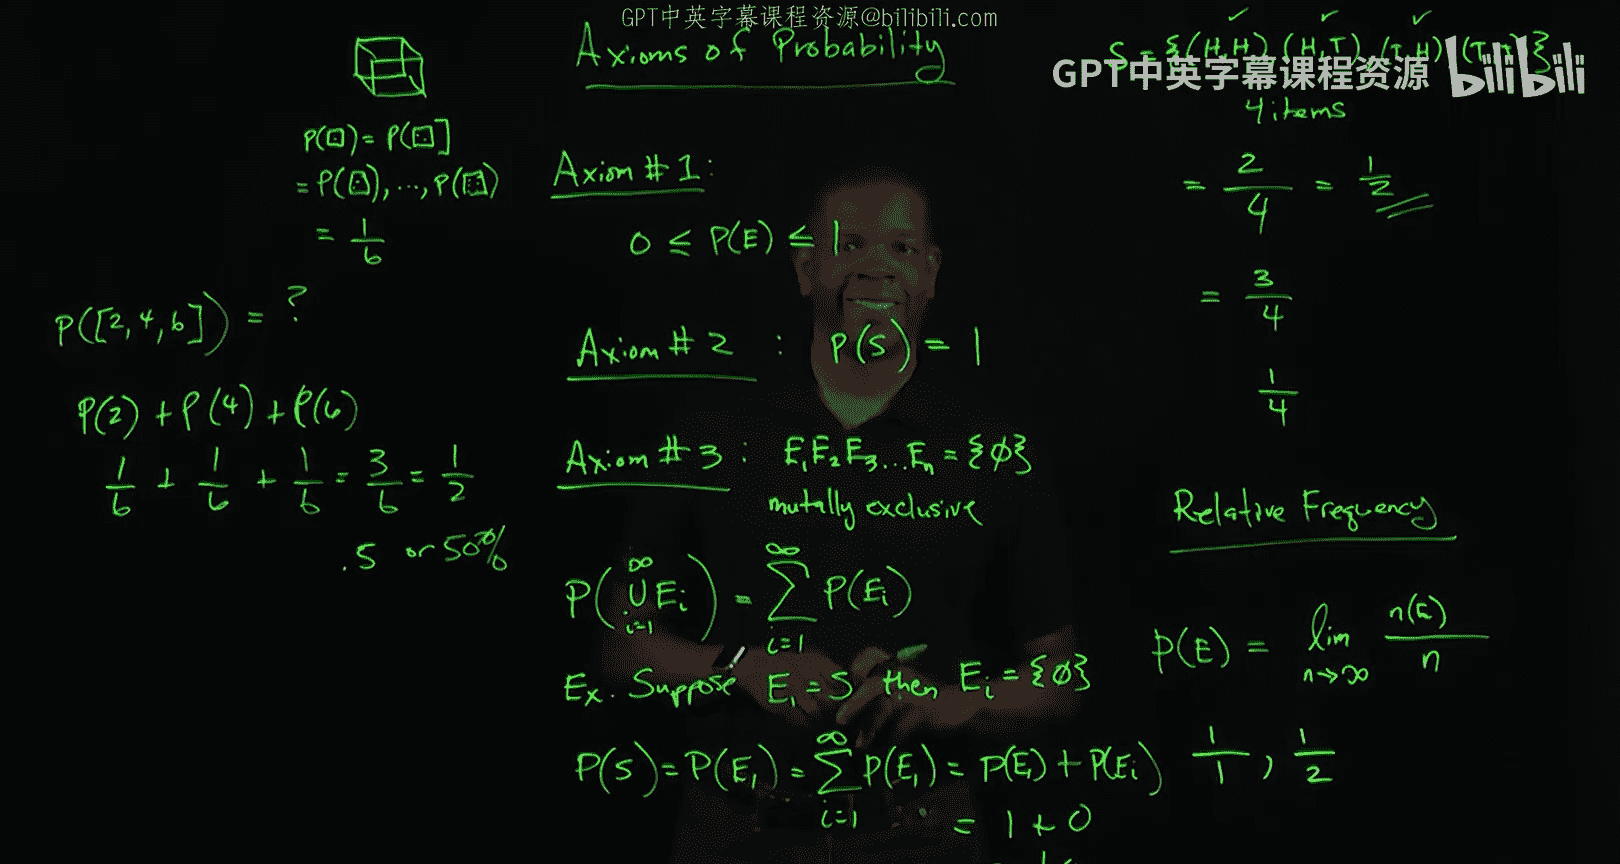 GPT中英字幕课程资源@bilibili.com
Axioms of Probability
P(⚀) = P(⚁]
= P(⚂), ..., P(⚅)
= 1/6
P([2,4,6]) = ?
P(2) + P(4) + P(6)
1/6 + 1/6 + 1/6 = 3/6 = 1/2
.5 or 50%
Axiom #1:
0 ≤ P(E) ≤ 1
Axiom #2 : P(S) = 1
Axiom #3 : E₁E₂E₃...Eₙ = {∅}
mutally exclusive
P(∪_{i=1}^{∞} Eᵢ) = ∑_{i=1}^{∞} P(Eᵢ)
Ex. Suppose E₁ = S then Eᵢ = {∅}
P(S) = P(E₁) = ∑_{i=1}^{∞} P(E₁) = P(E₁) + P(Eᵢ)
= 1 + 0
S = {(H,H), (H,T), (T,H) (T,T)}
GPT中英字幕课程资源 bilibili
4 items
= 2/4 = 1/2
= 3/4
1/4
Relative Frequency
P(E) = lim n→∞ n(E)/n
1/1, 1/2